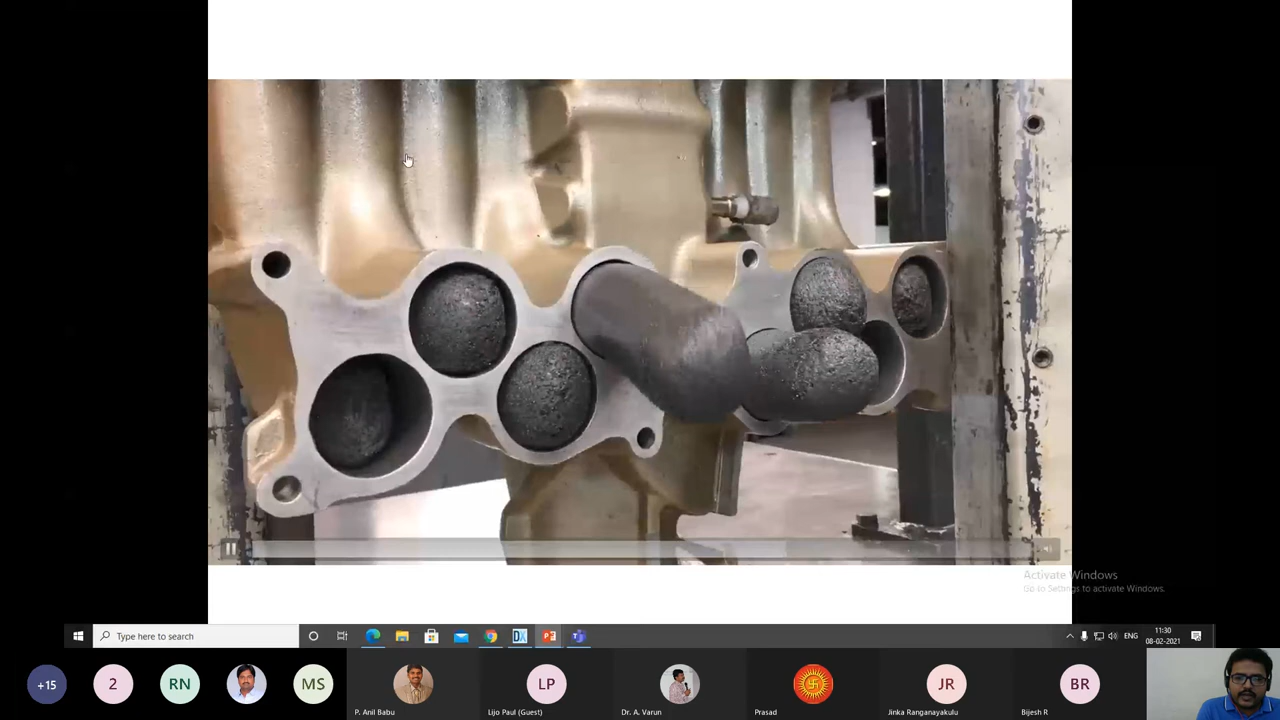 Activate Windows
Go to Settings to activate Windows.
Type here to search
ENG
11:30
08-02-2021
+15
2
RN
MS
P. Anil Babu
LP
Lijo Paul (Guest)
Dr. A. Varun
Prasad
JR
Jinka Ranganayakulu
BR
Bijesh R